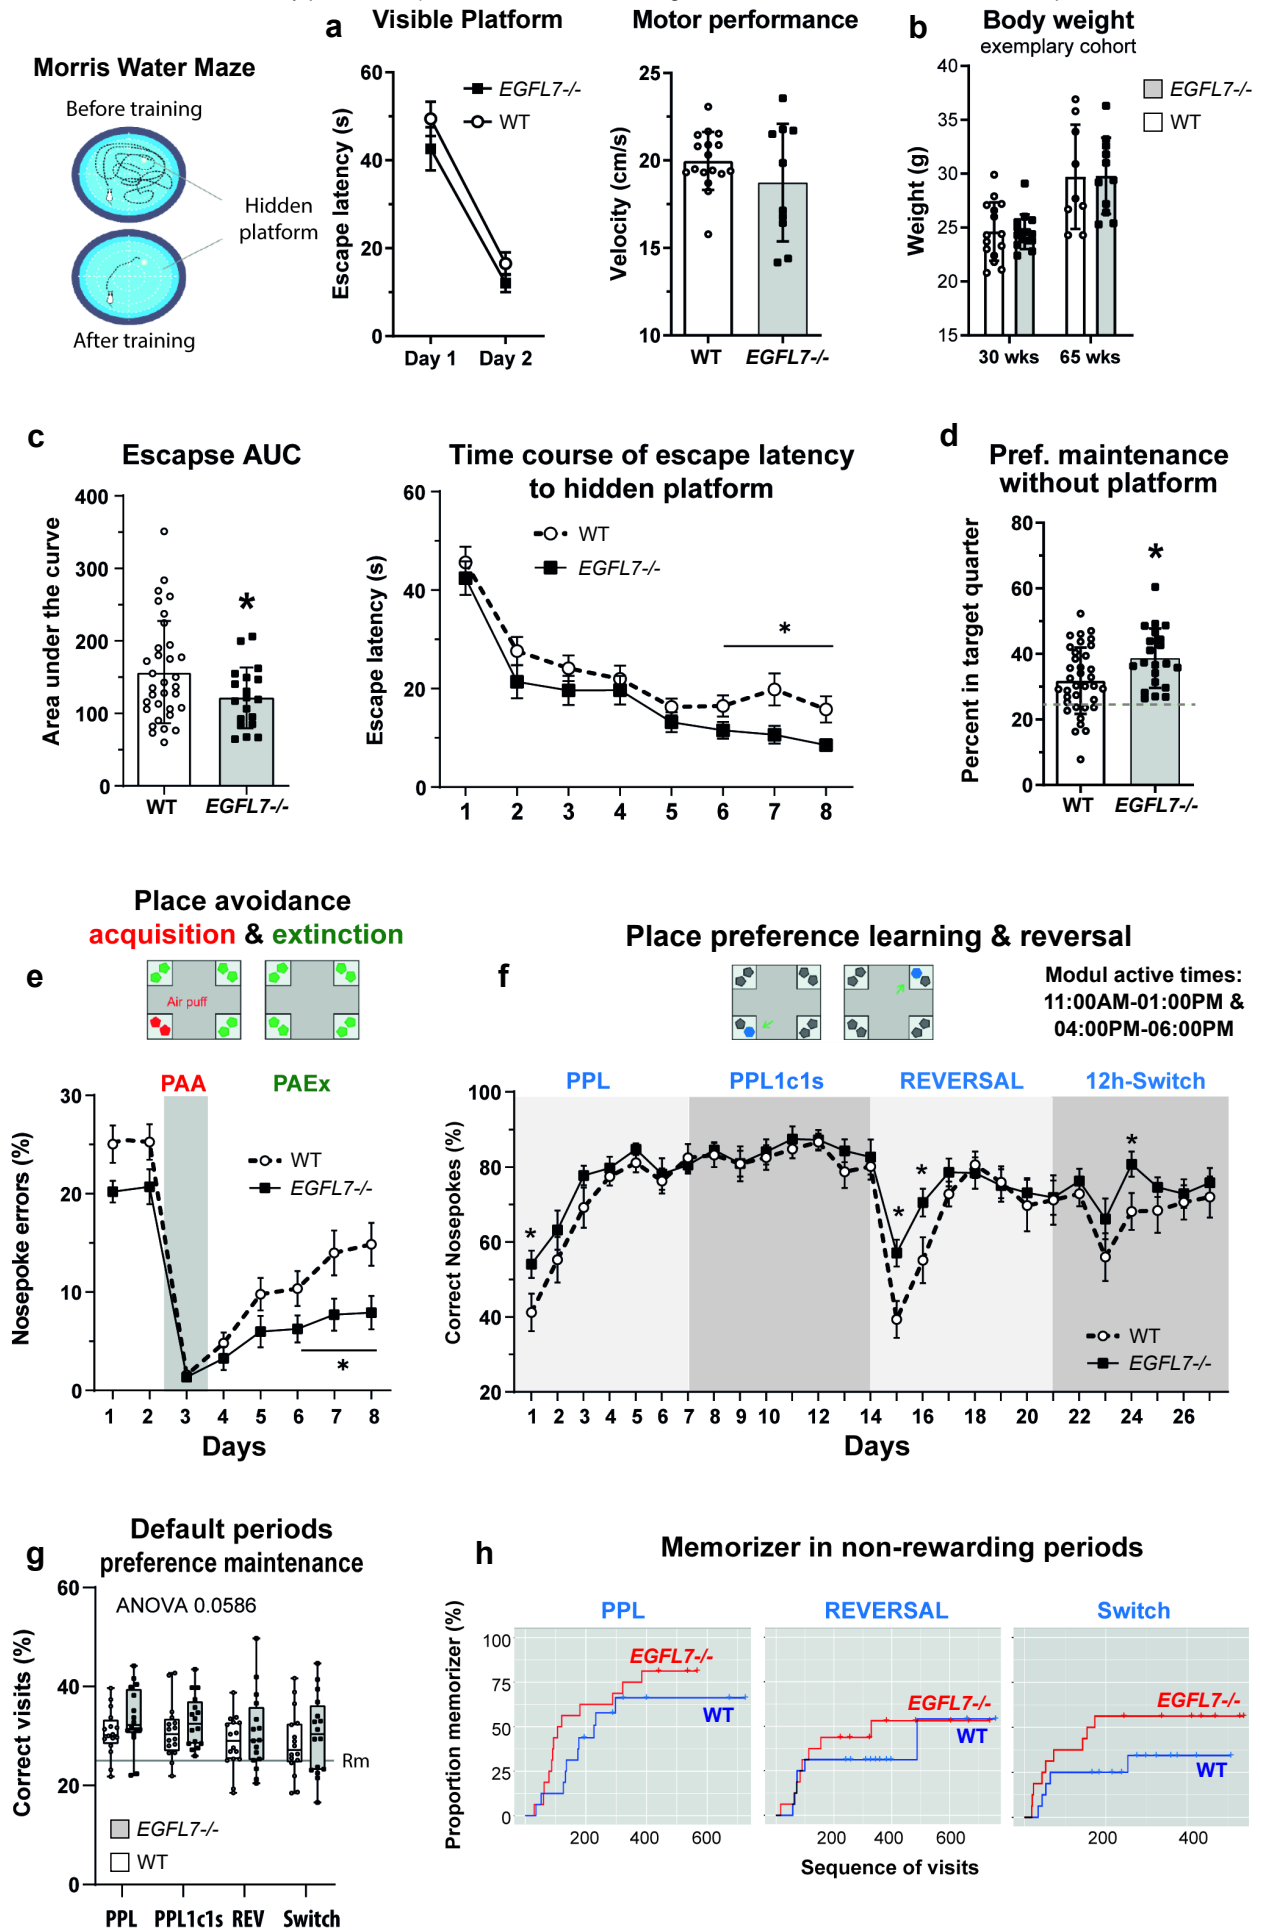 Morris Water Maze
Before training
Hidden
platform
After training
a
Visible Platform
Escape latency (s)
60
40
20
0
EGFL7-/-
WT
Day 1 Day 2
Motor performance
Velocity (cm/s)
25
20
15
10
WT EGFL7-/-
b
Body weight
exemplary cohort
Weight (g)
40
35
30
25
20
15
EGFL7-/-
WT
30 wks 65 wks
c
Escapse AUC
Area under the curve
400
300
200
100
0
*
WT EGFL7-/-
Time course of escape latency
to hidden platform
Escape latency (s)
60
40
20
0
WT
EGFL7-/-
*
1 2 3 4 5 6 7 8
d
Pref. maintenance
without platform
Percent in target quarter
80
60
40
20
0
*
WT EGFL7-/-
e
Place avoidance
acquisition & extinction
Air puff
PAA PAEx
Nosepoke errors (%)
30
20
10
0
WT
EGFL7-/-
*
1 2 3 4 5 6 7 8
Days
f
Place preference learning & reversal
Modul active times:
11:00AM-01:00PM &
04:00PM-06:00PM
PPL PPL1c1s REVERSAL 12h-Switch
Correct Nosepokes (%)
100
80
60
40
20
*
*
*
*
WT
EGFL7-/-
1 2 3 4 5 6 7 8 9 10 12 14 16 18 20 22 24 26
Days
g
Default periods
preference maintenance
ANOVA 0.0586
Correct visits (%)
60
40
20
0
Rm
EGFL7-/-
WT
PPL PPL1c1s REV Switch
h
Memorizer in non-rewarding periods
PPL REVERSAL Switch
Proportion memorizer (%)
100
75
50
25
0
EGFL7-/-
WT
EGFL7-/-
WT
EGFL7-/-
WT
200 400 600
200 400 600
200 400
Sequence of visits